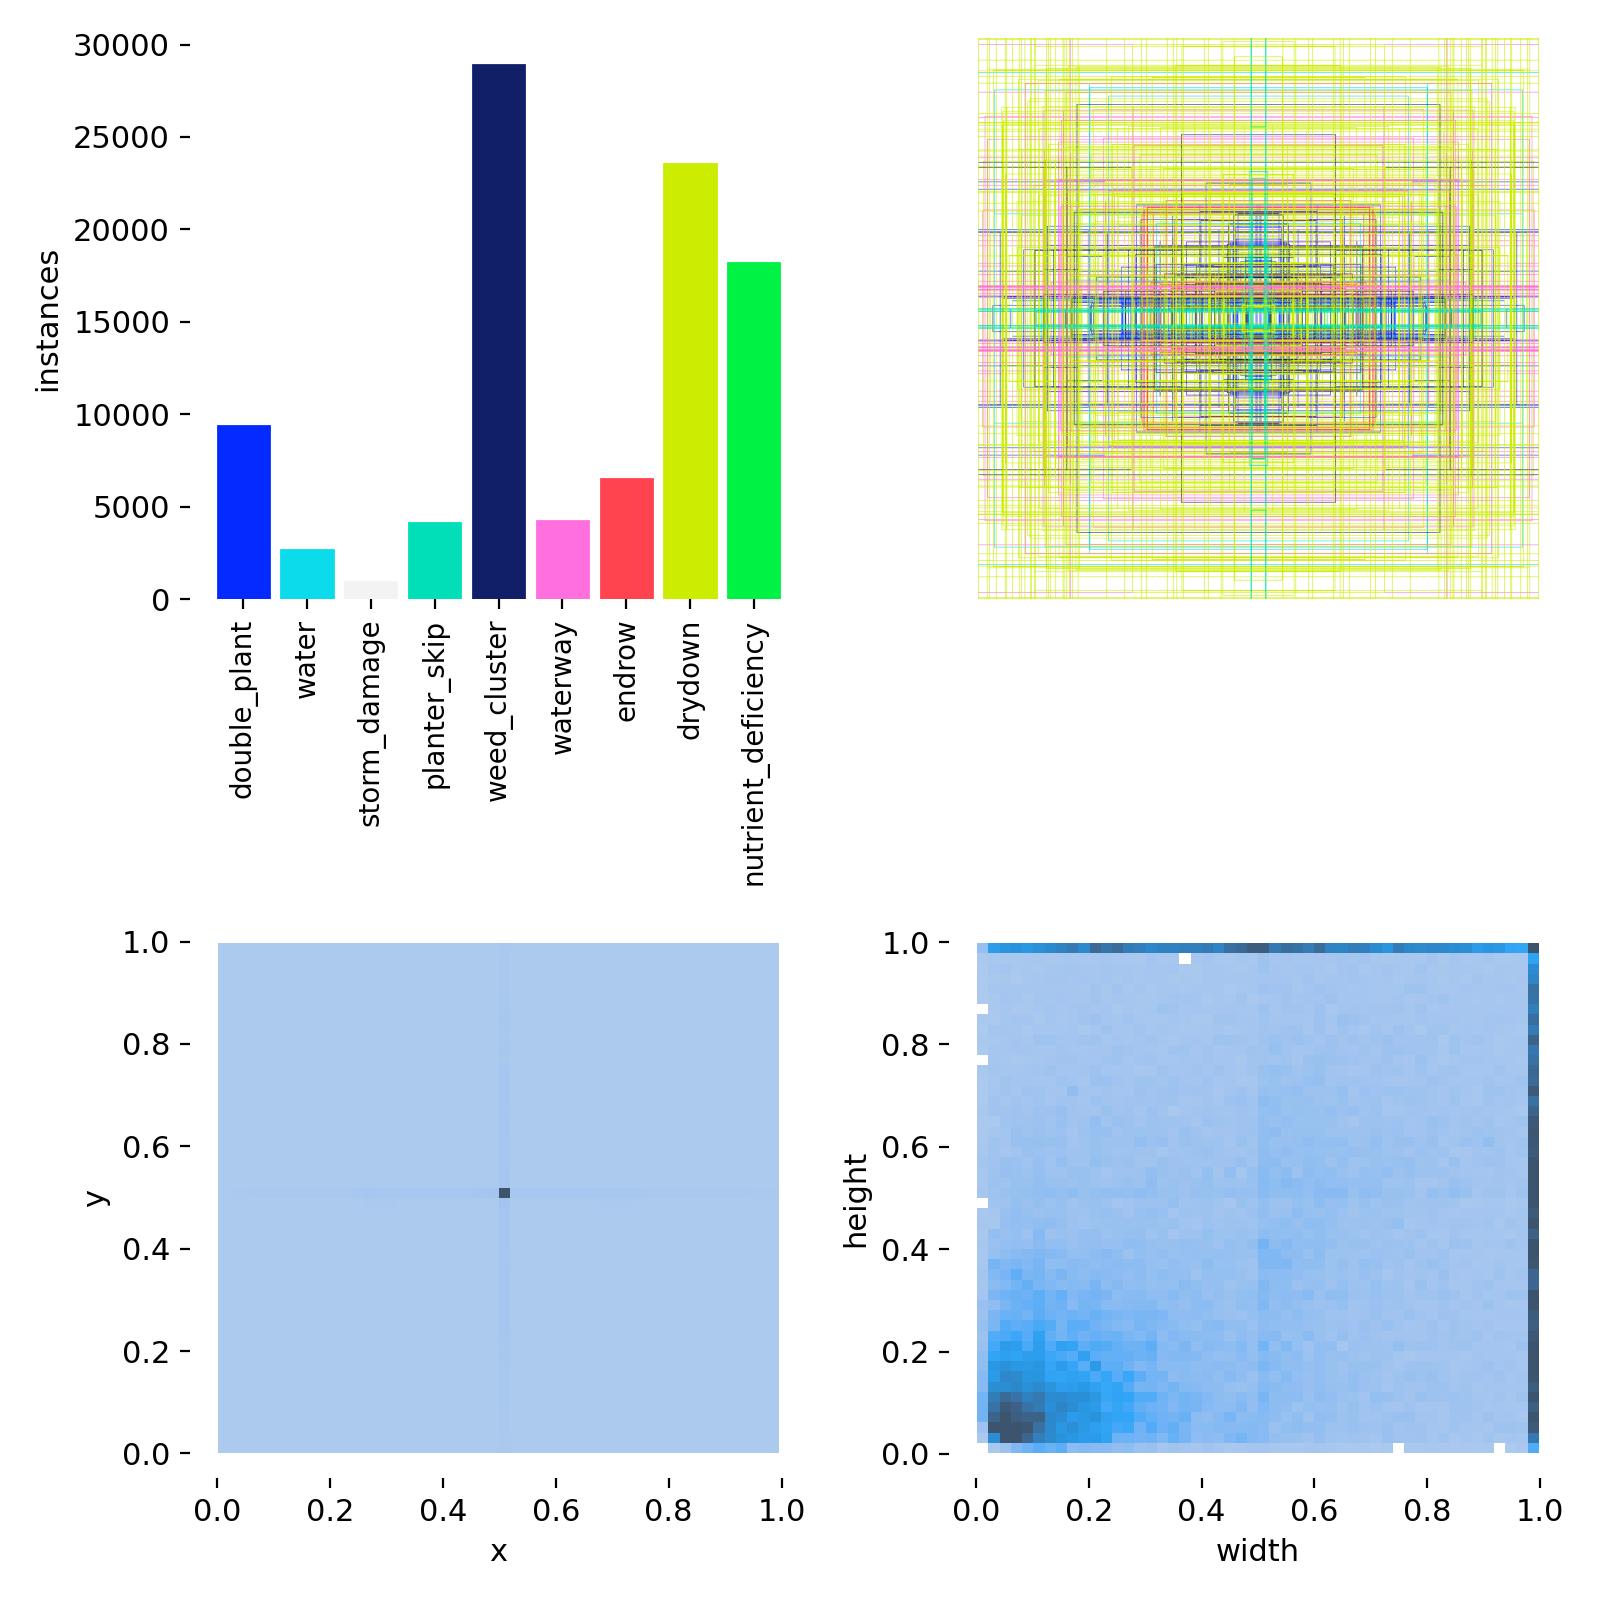 30000
25000
20000
15000
10000
5000
0
instances
double_plant
water
storm_damage
planter_skip
weed_cluster
waterway
endrow
drydown
nutrient_deficiency
1.0
0.8
0.6
0.4
0.2
0.0
y
0.0 0.2 0.4 0.6 0.8 1.0
x
1.0
0.8
0.6
0.4
0.2
0.0
height
0.0 0.2 0.4 0.6 0.8 1.0
width